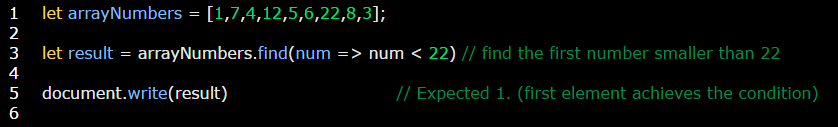 1 let arrayNumbers = [1,7,4,12,5,6,22,8,3];
2
3 let result = arrayNumbers.find(num => num < 22) // find the first number smaller than 22
4
5 document.write(result) // Expected 1. (first element achieves the condition)
6